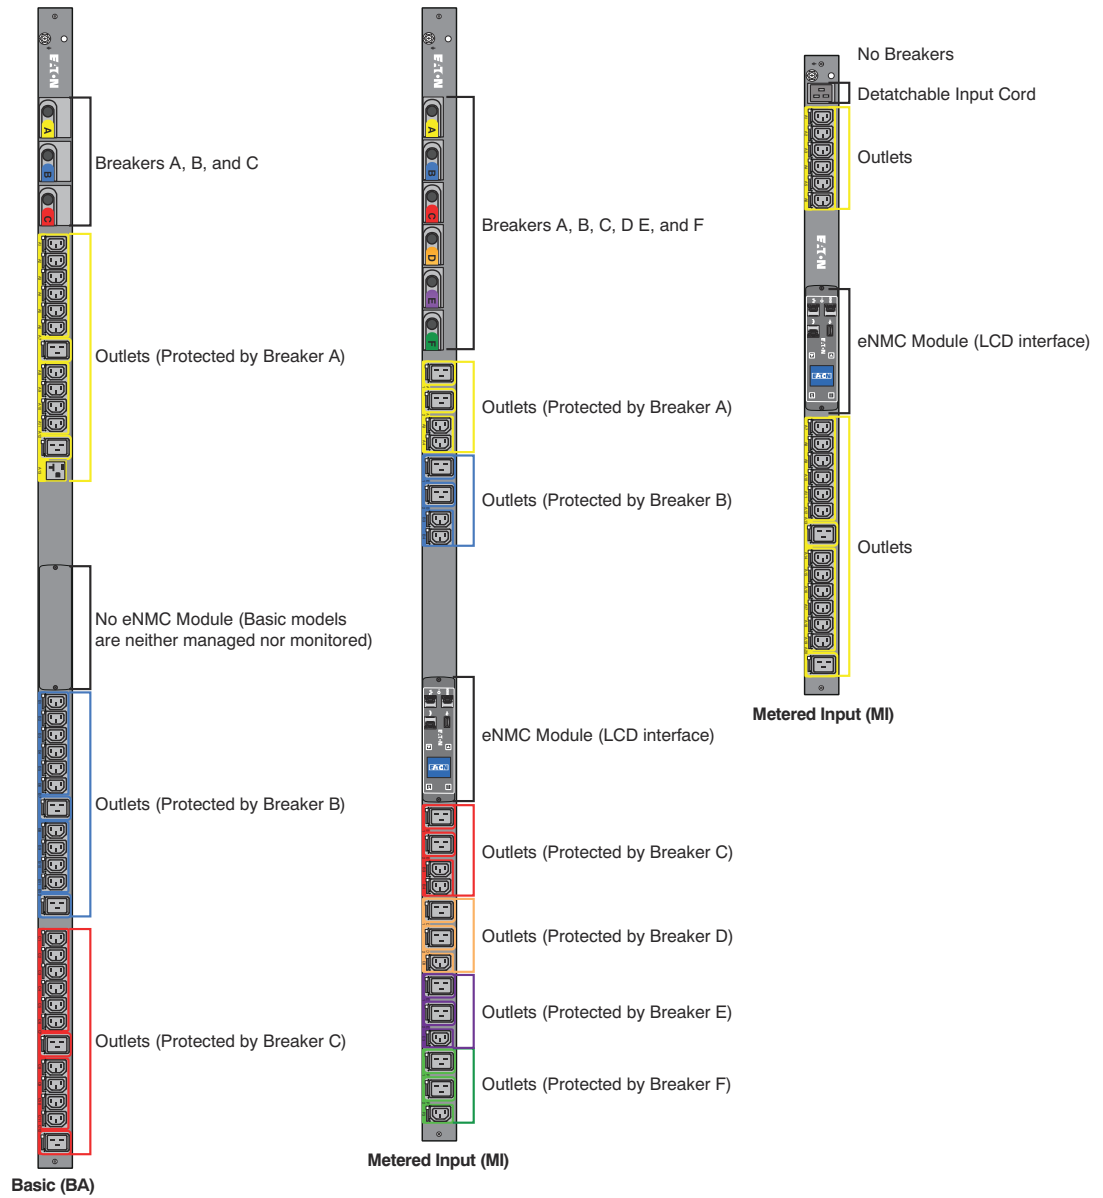 E·T·N
A
B
C
Breakers A, B, and C
Outlets (Protected by Breaker A)
No eNMC Module (Basic models
are neither managed nor monitored)
Outlets (Protected by Breaker B)
Outlets (Protected by Breaker C)
Basic (BA)
E·T·N
A
B
C
D
E
F
Breakers A, B, C, D E, and F
Outlets (Protected by Breaker A)
Outlets (Protected by Breaker B)
E·T·N
eNMC Module (LCD interface)
Outlets (Protected by Breaker C)
Outlets (Protected by Breaker D)
Outlets (Protected by Breaker E)
Outlets (Protected by Breaker F)
Metered Input (MI)
No Breakers
Detatchable Input Cord
Outlets
E·T·N
E·T·N
eNMC Module (LCD interface)
Outlets
Metered Input (MI)